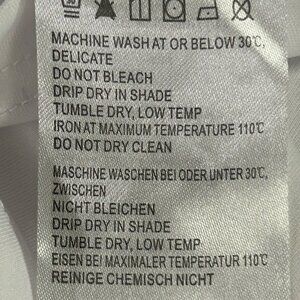 MACHINE WASH AT OR BELOW 30℃,
DELICATE
DO NOT BLEACH
DRIP DRY IN SHADE
TUMBLE DRY, LOW TEMP
IRON AT MAXIMUM TEMPERATURE 110℃
DO NOT DRY CLEAN
MASCHINE WASCHEN BEI ODER UNTER 30℃,
ZWISCHEN
NICHT BLEICHEN
DRIP DRY IN SHADE
TUMBLE DRY, LOW TEMP
EISEN BEI MAXIMALER TEMPERATUR 110℃
REINIGE CHEMISCH NICHT